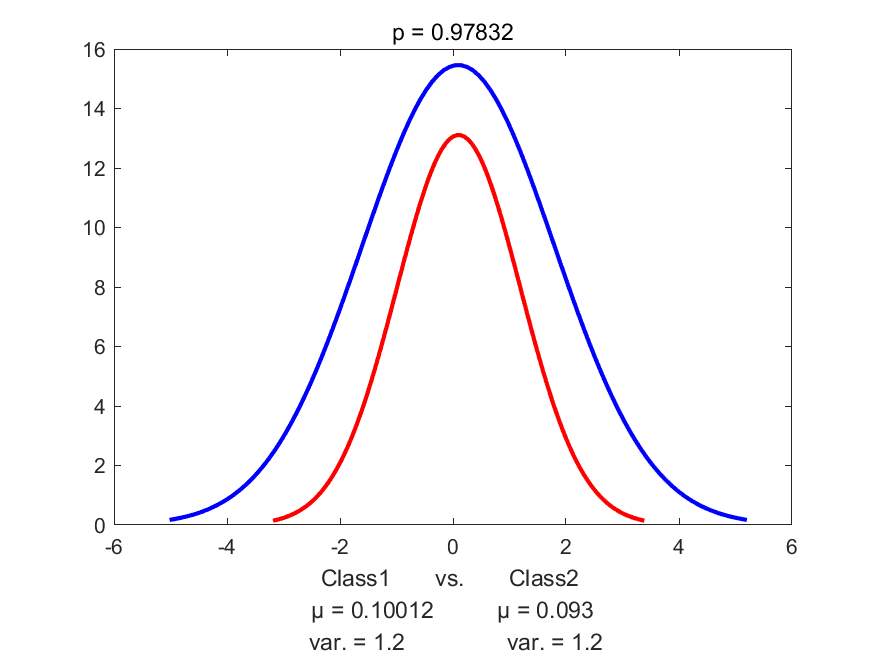 p = 0.97832
16
14
12
10
8
6
4
2
0
-6 -4 -2 0 2 4 6
Class1 vs. Class2
μ = 0.10012 μ = 0.093
var. = 1.2 var. = 1.2